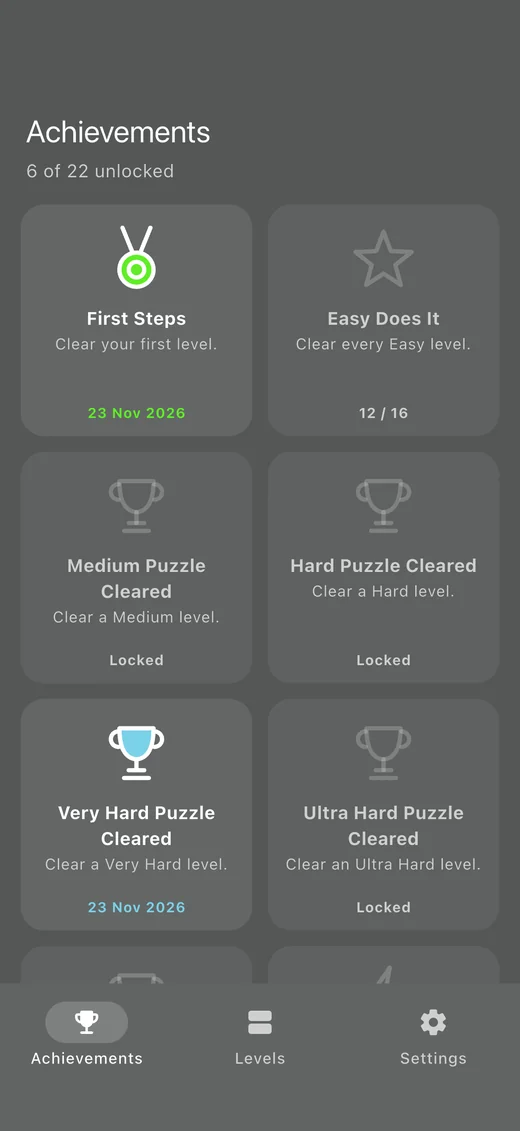 Achievements
6 of 22 unlocked
First Steps
Clear your first level.
23 Nov 2026
Easy Does It
Clear every Easy level.
12 / 16
Medium Puzzle
Cleared
Clear a Medium level.
Locked
Hard Puzzle Cleared
Clear a Hard level.
Locked
Very Hard Puzzle
Cleared
Clear a Very Hard level.
23 Nov 2026
Ultra Hard Puzzle
Cleared
Clear an Ultra Hard level.
Locked
Achievements
Levels
Settings